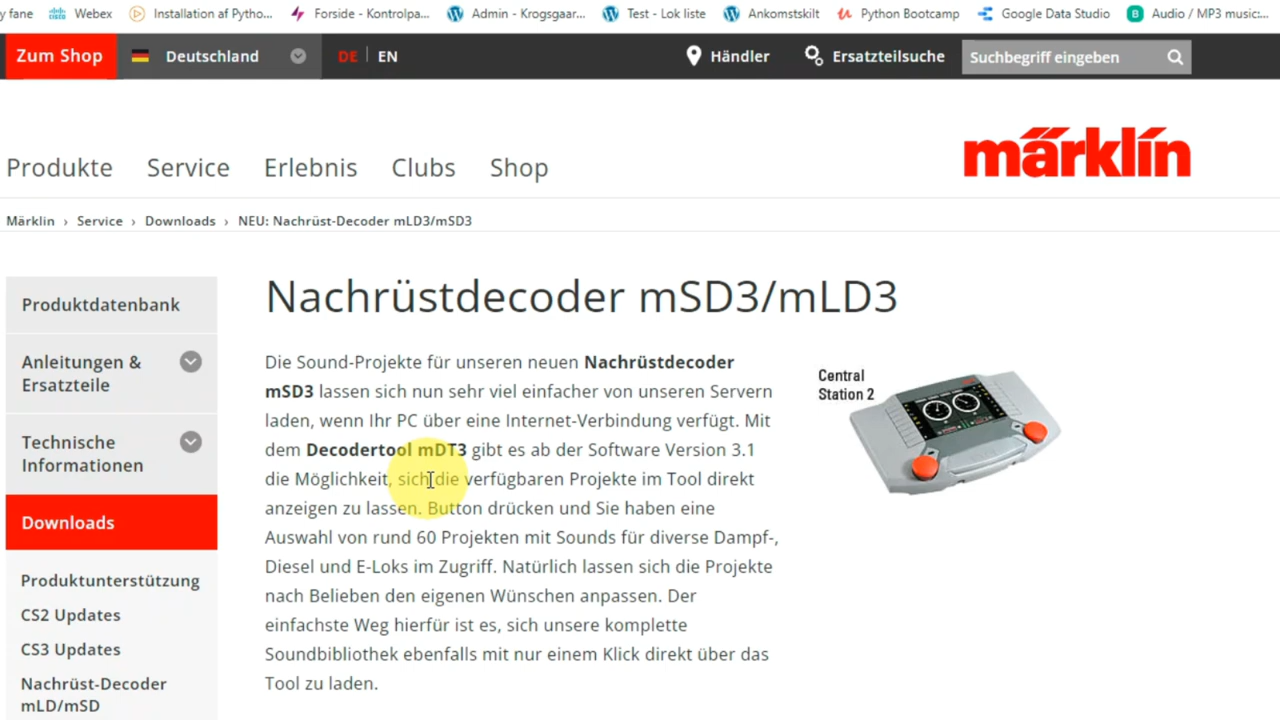 y fane Webex Installation af Pytho... Forside - Kontrolpa... Admin - Krogsgaar... Test - Lok liste Ankomstskilt Python Bootcamp Google Data Studio Audio / MP3 music:...
Zum Shop Deutschland DE EN Händler Ersatzteilsuche Suchbegriff eingeben
märklin
Produkte Service Erlebnis Clubs Shop
Märklin › Service › Downloads › NEU: Nachrüst-Decoder mLD3/mSD3
Produktdatenbank
Anleitungen &
Ersatzteile
Technische
Informationen
Downloads
Produktunterstützung
CS2 Updates
CS3 Updates
Nachrüst-Decoder
mLD/mSD
Nachrüstdecoder mSD3/mLD3
Die Sound-Projekte für unseren neuen Nachrüstdecoder
mSD3 lassen sich nun sehr viel einfacher von unseren Servern
laden, wenn Ihr PC über eine Internet-Verbindung verfügt. Mit
dem Decodertool mDT3 gibt es ab der Software Version 3.1
die Möglichkeit, sich die verfügbaren Projekte im Tool direkt
anzeigen zu lassen. Button drücken und Sie haben eine
Auswahl von rund 60 Projekten mit Sounds für diverse Dampf-,
Diesel und E-Loks im Zugriff. Natürlich lassen sich die Projekte
nach Belieben den eigenen Wünschen anpassen. Der
einfachste Weg hierfür ist es, sich unsere komplette
Soundbibliothek ebenfalls mit nur einem Klick direkt über das
Tool zu laden.
Central
Station 2